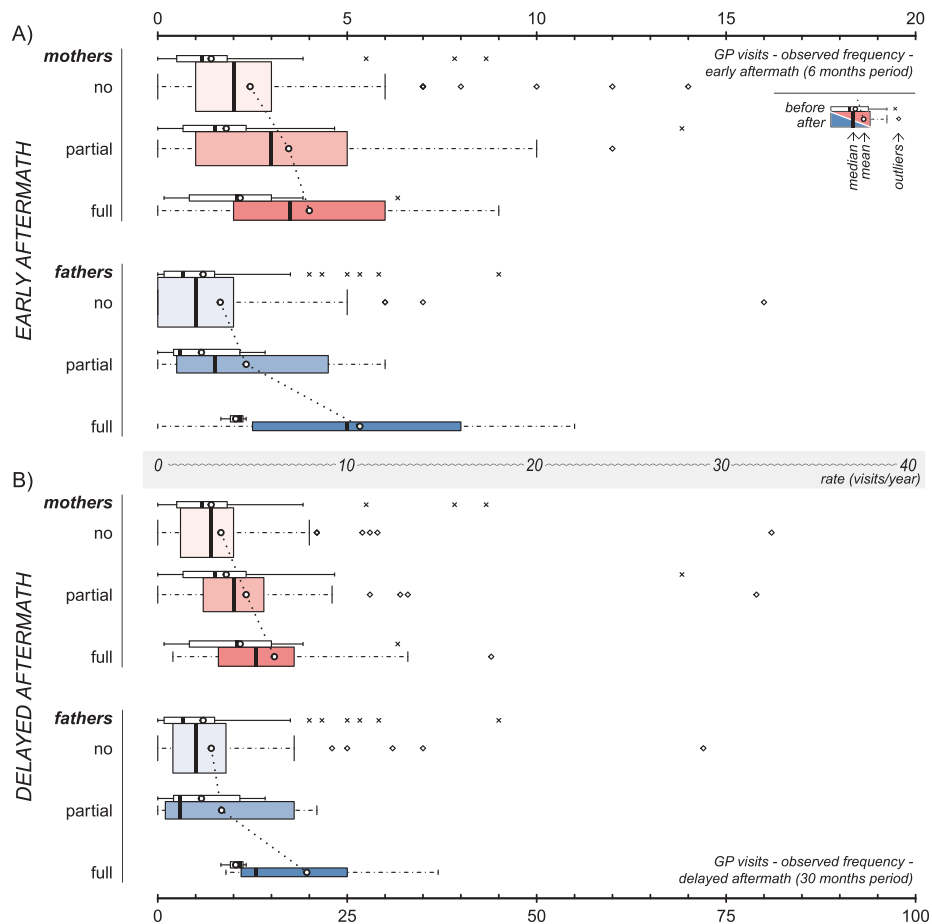 0 5 10 15 20
A)
mothers
GP visits - observed frequency -
early aftermath (6 months period)
no
before
after
median
mean
outliers
partial
full
EARLY AFTERMATH
fathers
no
partial
full
0 10 20 30 40
rate (visits/year)
B)
mothers
no
partial
full
DELAYED AFTERMATH
fathers
no
partial
full
GP visits - observed frequency -
delayed aftermath (30 months period)
0 25 50 75 100